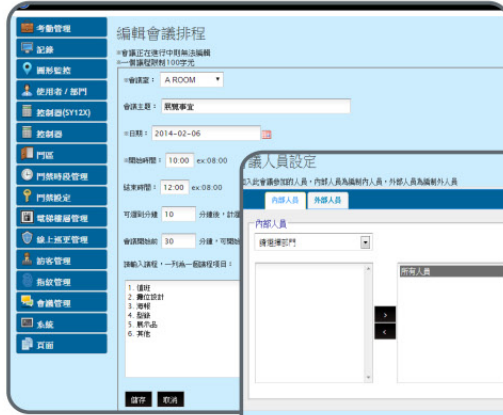 考勤管理
記錄
圖形監控
使用者 / 部門
控制器(SY12X)
控制器
門區
門禁時段管理
門禁設定
電梯樓層管理
線上巡更管理
訪客管理
指紋管理
會議管理
系統
頁面
編輯會議排程
※會議正在進行中則無法編輯
※一個議程限制100字元
※會議室： A ROOM
會議主題： 展覽事宜
※日期： 2014-02-06
※開始時間： 10:00 ex:08:00
結束時間： 12:00 ex:08:00
可遲到分鐘 10 分鐘後，計遲
會議開始前 30 分鐘，可開始
請輸入議程，一列為一個議程項目：
1. 值班
2. 攤位設計
3. 海報
4. 型錄
5. 展示品
6. 其他
儲存 取消
議人員設定
加入此會議參加的人員，內部人員為編制內人員，外部人員為編制外人員
內部人員 外部人員
內部人員
請選擇部門
所有人員
>
<